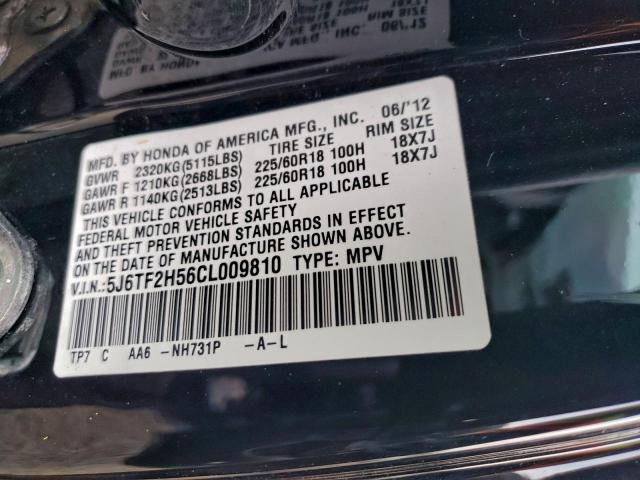 MFD. BY HONDA OF AMERICA MFG., INC. 06/'12
GVWR 2320KG(5115LBS) TIRE SIZE RIM SIZE
GAWR F 1210KG(2668LBS) 225/60R18 100H 18X7J
GAWR R 1140KG(2513LBS) 225/60R18 100H 18X7J
THIS VEHICLE CONFORMS TO ALL APPLICABLE
FEDERAL MOTOR VEHICLE SAFETY
AND THEFT PREVENTION STANDARDS IN EFFECT
ON THE DATE OF MANUFACTURE SHOWN ABOVE.
V.I.N.:5J6TF2H56CL009810 TYPE: MPV
TP7 C AA6 -NH731P -A-L